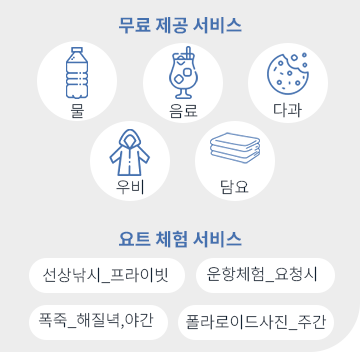 무료 제공 서비스
물 음료 다과
우비 담요
요트 체험 서비스
선상낚시_프라이빗 운항체험_요청시
폭죽_해질녁,야간 폴라로이드사진_주간